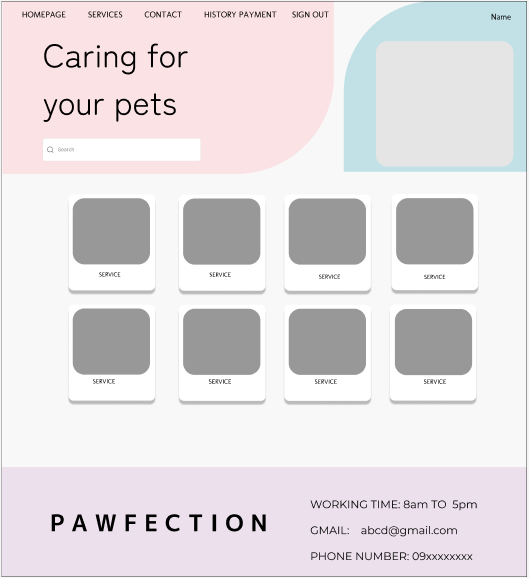 HOMEPAGE SERVICES CONTACT HISTORY PAYMENT SIGN OUT Name
Caring for
your pets
Search
SERVICE SERVICE SERVICE SERVICE
SERVICE SERVICE SERVICE SERVICE
PAWFECTION
WORKING TIME: 8am TO 5pm
GMAIL: abcd@gmail.com
PHONE NUMBER: 09xxxxxxxx